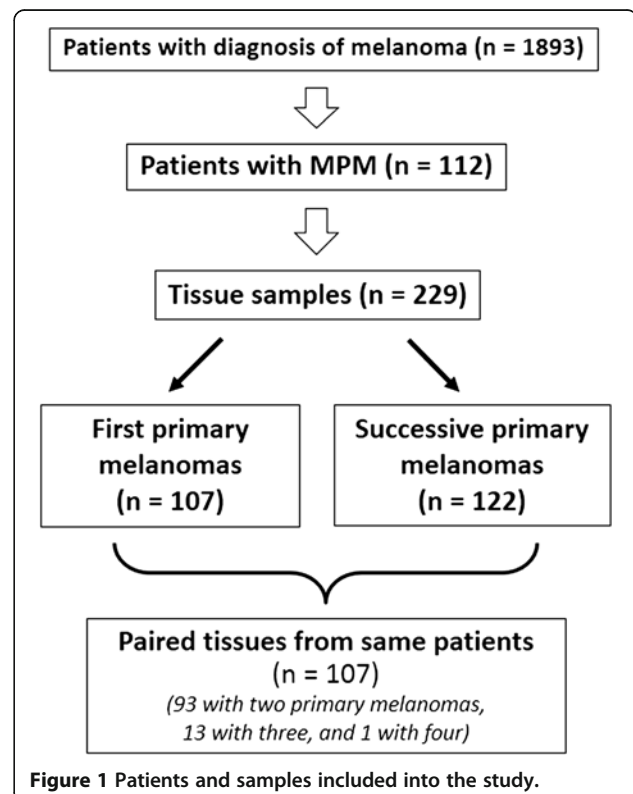 Patients with diagnosis of melanoma (n = 1893)
Patients with MPM (n = 112)
Tissue samples (n = 229)
First primary
melanomas
(n = 107)
Successive primary
melanomas
(n = 122)
Paired tissues from same patients
(n = 107)
(93 with two primary melanomas,
13 with three, and 1 with four)
Figure 1 Patients and samples included into the study.